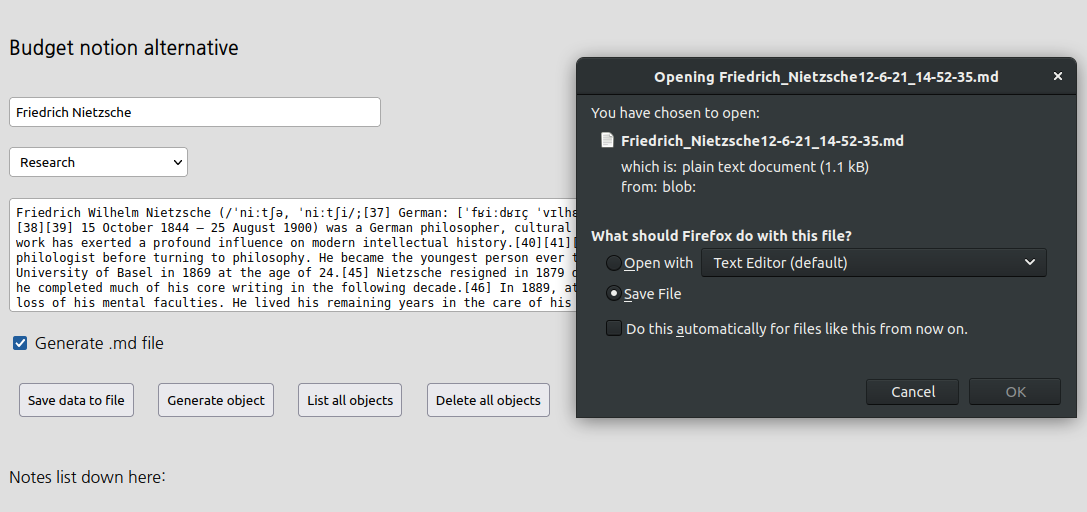 Budget notion alternative
Friedrich Nietzsche
Research
Friedrich Wilhelm Nietzsche (/ˈniːtʃə, ˈniːtʃi/;[37] German: [ˈfʁiːdʁɪç ˈvɪlhɛ
[38][39] 15 October 1844 – 25 August 1900) was a German philosopher, cultural
work has exerted a profound influence on modern intellectual history.[40][41][
philologist before turning to philosophy. He became the youngest person ever t
University of Basel in 1869 at the age of 24.[45] Nietzsche resigned in 1879
he completed much of his core writing in the following decade.[46] In 1889, at
loss of his mental faculties. He lived his remaining years in the care of his
Generate .md file
Save data to file
Generate object
List all objects
Delete all objects
Notes list down here:
Opening Friedrich_Nietzsche12-6-21_14-52-35.md
You have chosen to open:
Friedrich_Nietzsche12-6-21_14-52-35.md
which is: plain text document (1.1 kB)
from: blob:
What should Firefox do with this file?
Open with
Text Editor (default)
Save File
Do this automatically for files like this from now on.
Cancel
OK